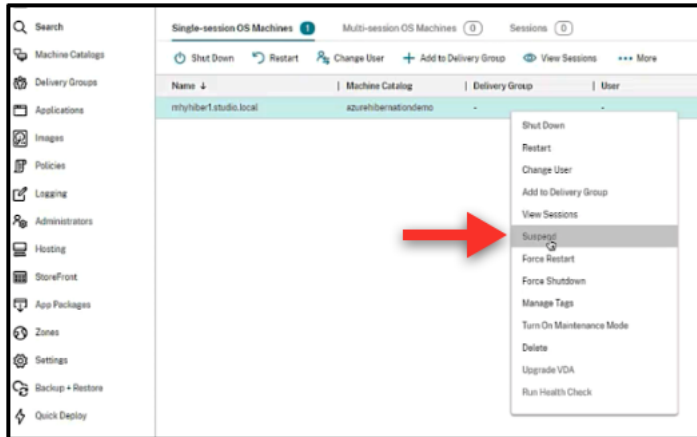 Search
Machine Catalogs
Delivery Groups
Applications
Images
Policies
Logging
Administrators
Hosting
StoreFront
App Packages
Zones
Settings
Backup + Restore
Quick Deploy
Single-session OS Machines 1 Multi-session OS Machines 0 Sessions 0
Shut Down Restart Change User Add to Delivery Group View Sessions More
Name Machine Catalog Delivery Group User
mhyhiber1.studio.local azurehibernationdemo - -
Shut Down
Restart
Change User
Add to Delivery Group
View Sessions
Suspend
Force Restart
Force Shutdown
Manage Tags
Turn On Maintenance Mode
Delete
Upgrade VDA
Run Health Check